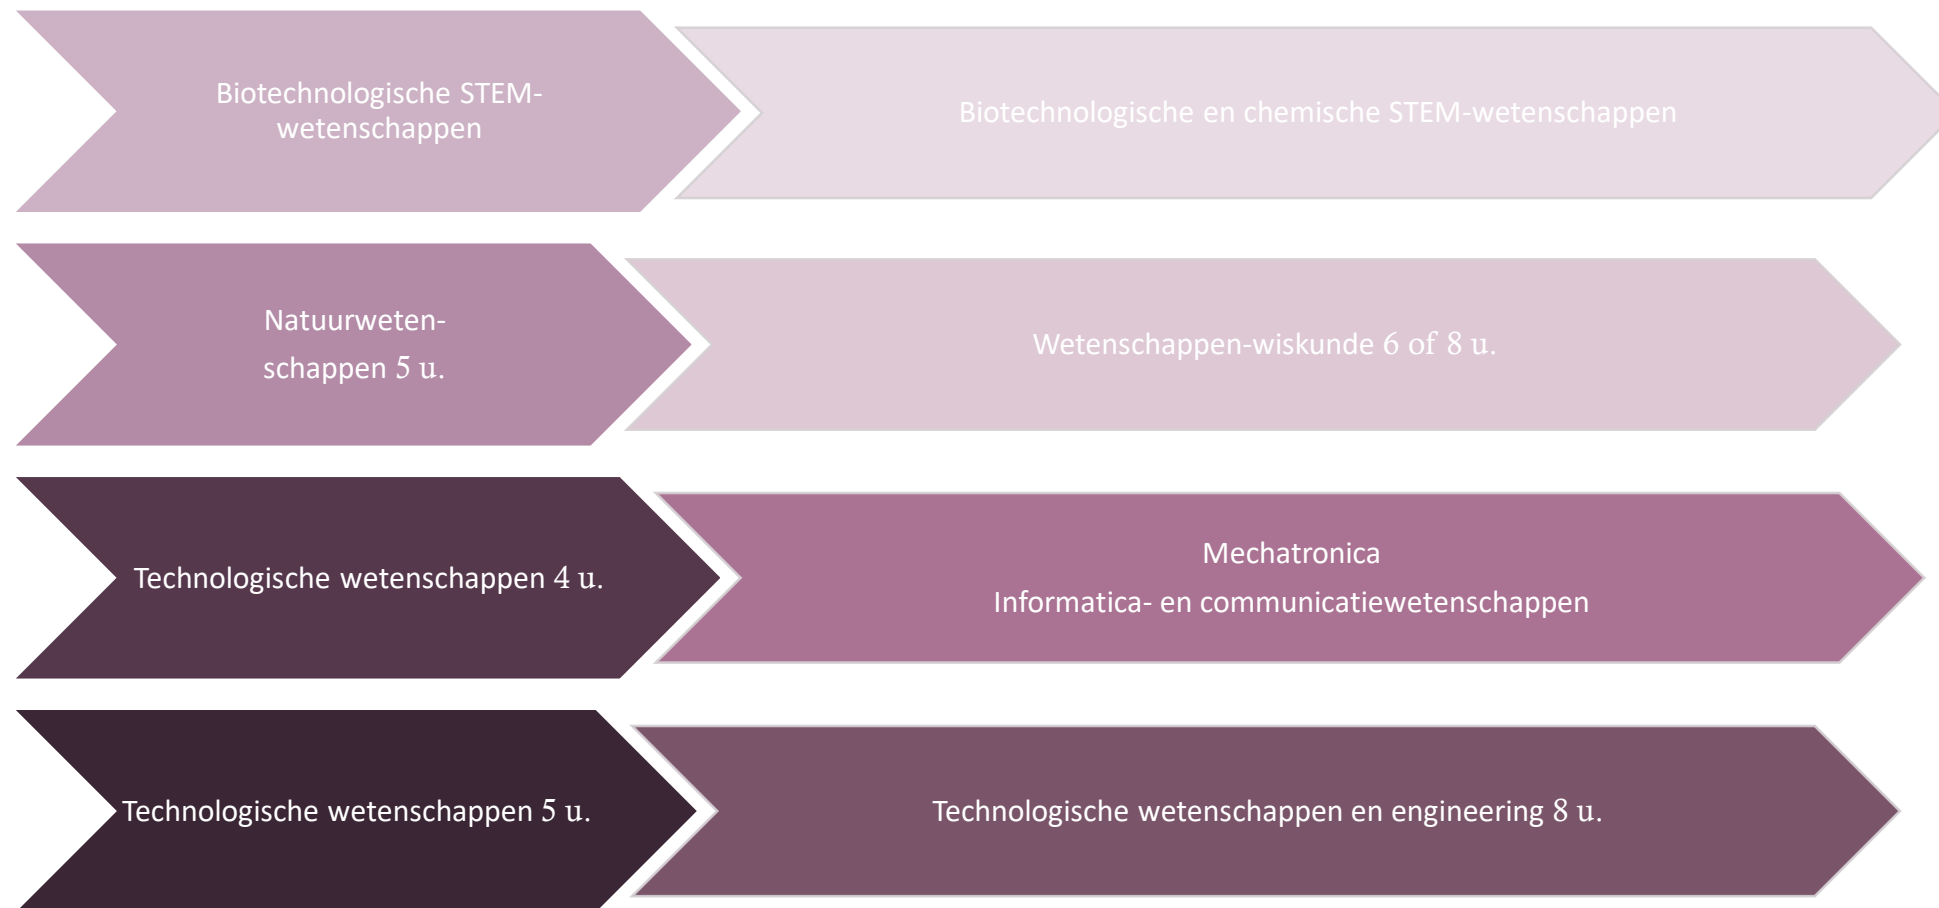 Biotechnologische STEM-
wetenschappen
Biotechnologische en chemische STEM-wetenschappen
Natuurweten-
schappen 5 u.
Wetenschappen-wiskunde 6 of 8 u.
Technologische wetenschappen 4 u.
Mechatronica
Informatica- en communicatiewetenschappen
Technologische wetenschappen 5 u.
Technologische wetenschappen en engineering 8 u.